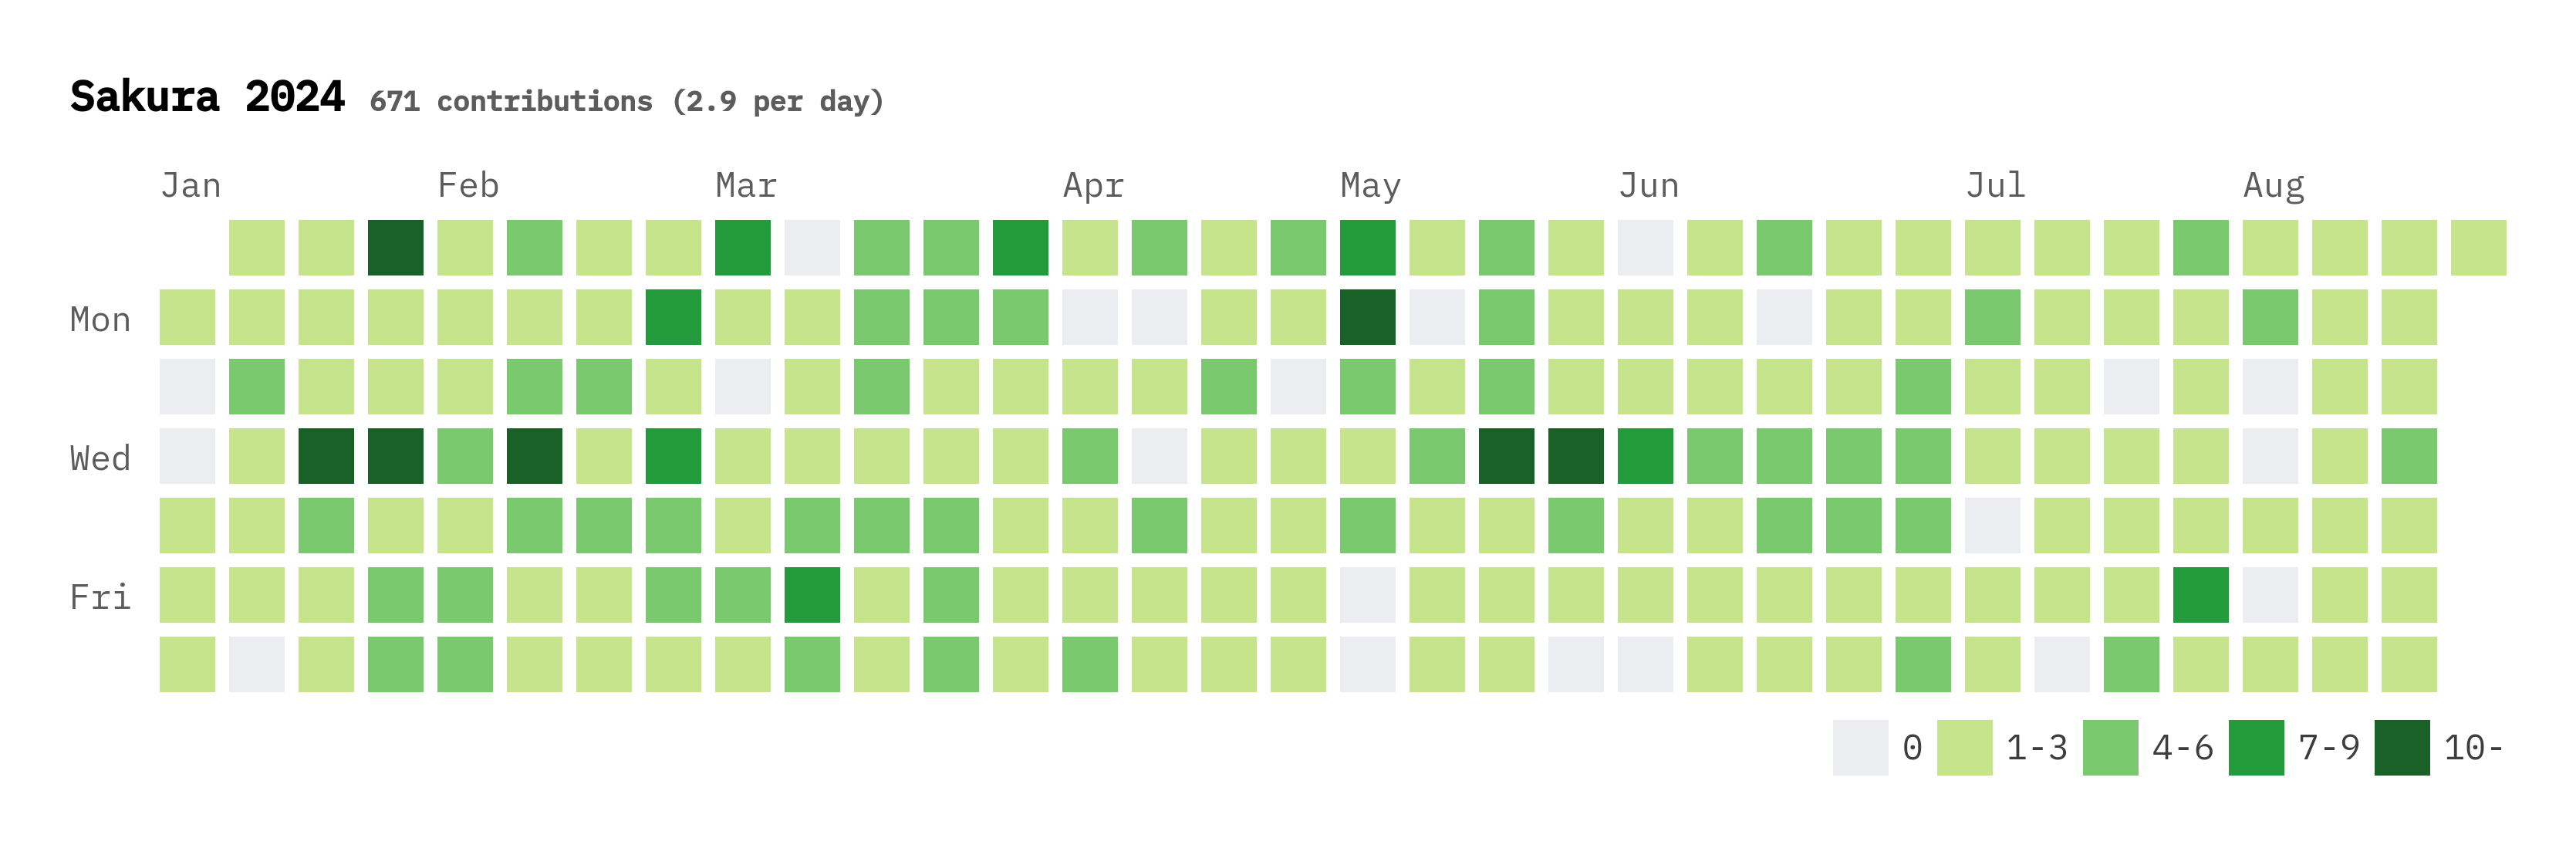 Sakura 2024 671 contributions (2.9 per day)
Jan Feb Mar Apr May Jun Jul Aug
Mon
Wed
Fri
0 1-3 4-6 7-9 10-